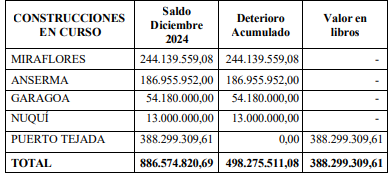 CONSTRUCCIONES EN CURSO | Saldo Diciembre 2024 | Deterioro Acumulado | Valor en libros
MIRAFLORES | 244.139.559,08 | 244.139.559,08 | -
ANSERMA | 186.955.952,00 | 186.955.952,00 | -
GARAGOA | 54.180.000,00 | 54.180.000,00 | -
NUQUÍ | 13.000.000,00 | 13.000.000,00 | -
PUERTO TEJADA | 388.299.309,61 | 0,00 | 388.299.309,61
TOTAL | 886.574.820,69 | 498.275.511,08 | 388.299.309,61